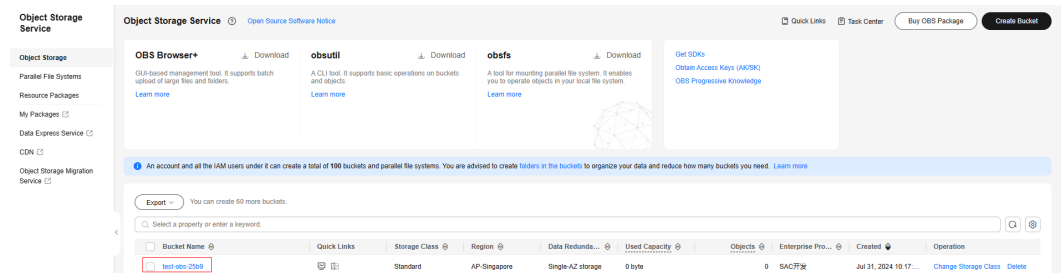 Object Storage Service
Object Storage
Parallel File Systems
Resource Packages
My Packages
Data Express Service
CDN
Object Storage Migration Service
Object Storage Service Open Source Software Notice Quick Links Task Center Buy OBS Package Create Bucket
OBS Browser+ Download
GUI-based management tool. It supports batch
upload of large files and folders.
Learn more
obsutil Download
A CLI tool. It supports basic operations on buckets
and objects.
Learn more
obsfs Download
A tool for mounting parallel file system. It enables
you to operate objects in your local file system.
Learn more
Get SDKs
Obtain Access Keys (AK/SK)
OBS Progressive Knowledge
An account and all the IAM users under it can create a total of 100 buckets and parallel file systems. You are advised to create folders in the buckets to organize your data and reduce how many buckets you need. Learn more
Export You can create 60 more buckets.
Select a property or enter a keyword.
Bucket Name Quick Links Storage Class Region Data Redunda... Used Capacity Objects Enterprise Pro... Created Operation
test-obs-25b9 Standard AP-Singapore Single-AZ storage 0 byte 0 SAC开发 Jul 31, 2024 10:17:... Change Storage Class Delete